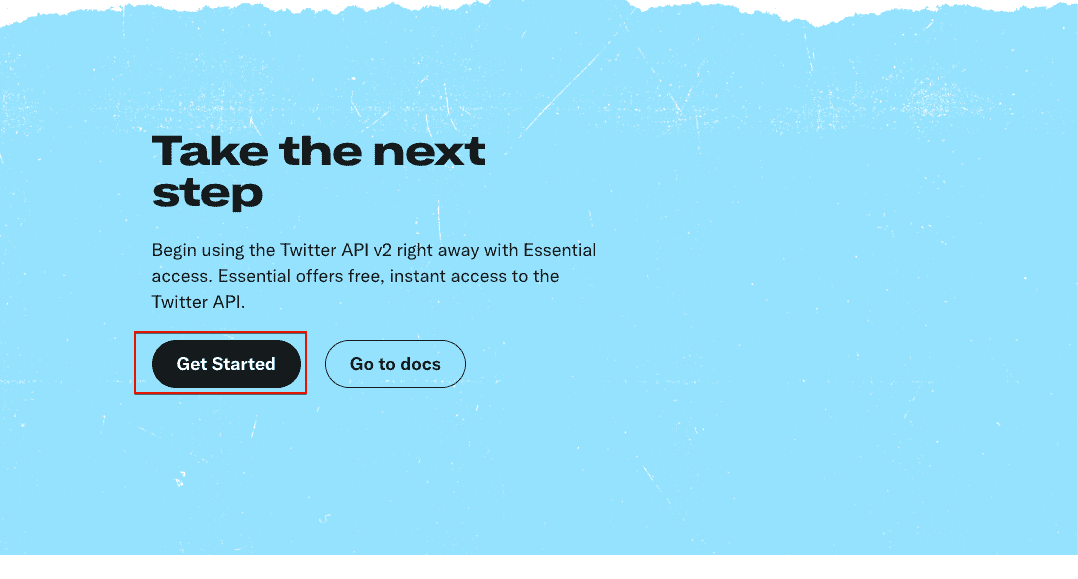 Take the next
step
Begin using the Twitter API v2 right away with Essential
access. Essential offers free, instant access to the
Twitter API.
Get Started
Go to docs